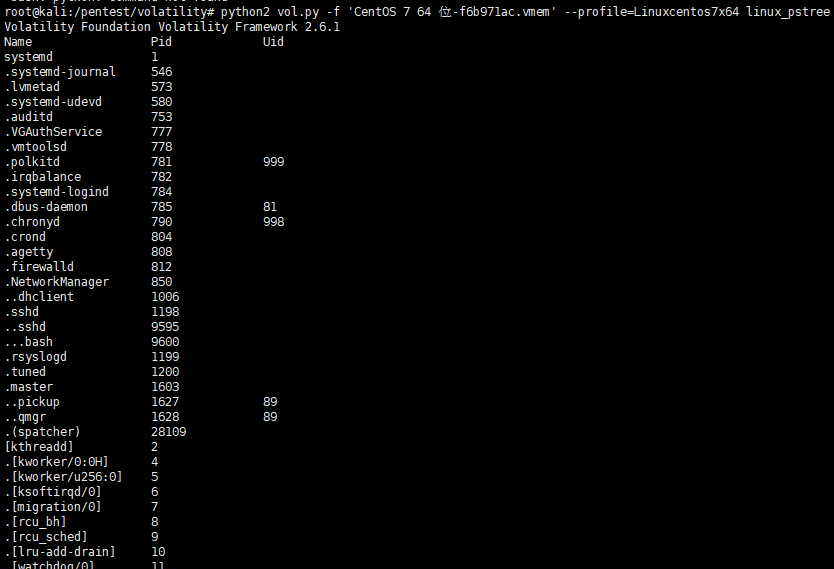 root@kali:/pentest/volatility# python2 vol.py -f 'CentOS 7 64 位-f6b971ac.vmem' --profile=Linuxcentos7x64 linux_pstree
Volatility Foundation Volatility Framework 2.6.1
Name Pid Uid
systemd 1
.systemd-journal 546
.lvmetad 573
.systemd-udevd 580
.auditd 753
.VGAuthService 777
.vmtoolsd 778
.polkitd 781 999
.irqbalance 782
.systemd-logind 784
.dbus-daemon 785 81
.chronyd 790 998
.crond 804
.agetty 808
.firewalld 812
.NetworkManager 850
..dhclient 1006
.sshd 1198
..sshd 9595
...bash 9600
.rsyslogd 1199
.tuned 1200
.master 1603
..pickup 1627 89
..qmgr 1628 89
.(spatcher) 28109
[kthreadd] 2
.[kworker/0:0H] 4
.[kworker/u256:0] 5
.[ksoftirqd/0] 6
.[migration/0] 7
.[rcu_bh] 8
.[rcu_sched] 9
.[lru-add-drain] 10
.[watchdog/0] 11